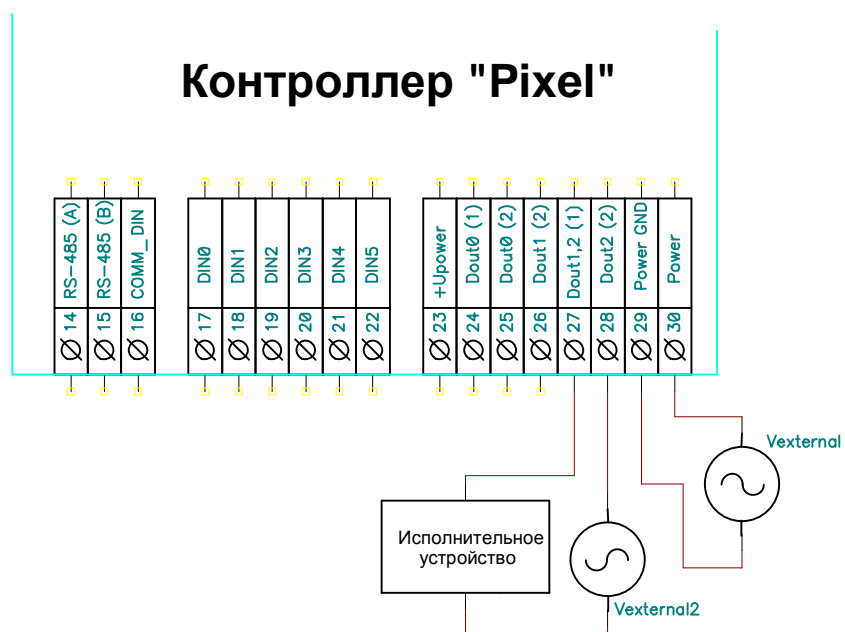 Контроллер "Pixel"
RS-485 (A)
RS-485 (B)
COMM_DIN
DIN0
DIN1
DIN2
DIN3
DIN4
DIN5
+Upower
Dout0 (1)
Dout0 (2)
Dout1 (2)
Dout1,2 (1)
Dout2 (2)
Power GND
Power
14
15
16
17
18
19
20
21
22
23
24
25
26
27
28
29
30
Vexternal
Исполнительное
устройство
Vexternal2